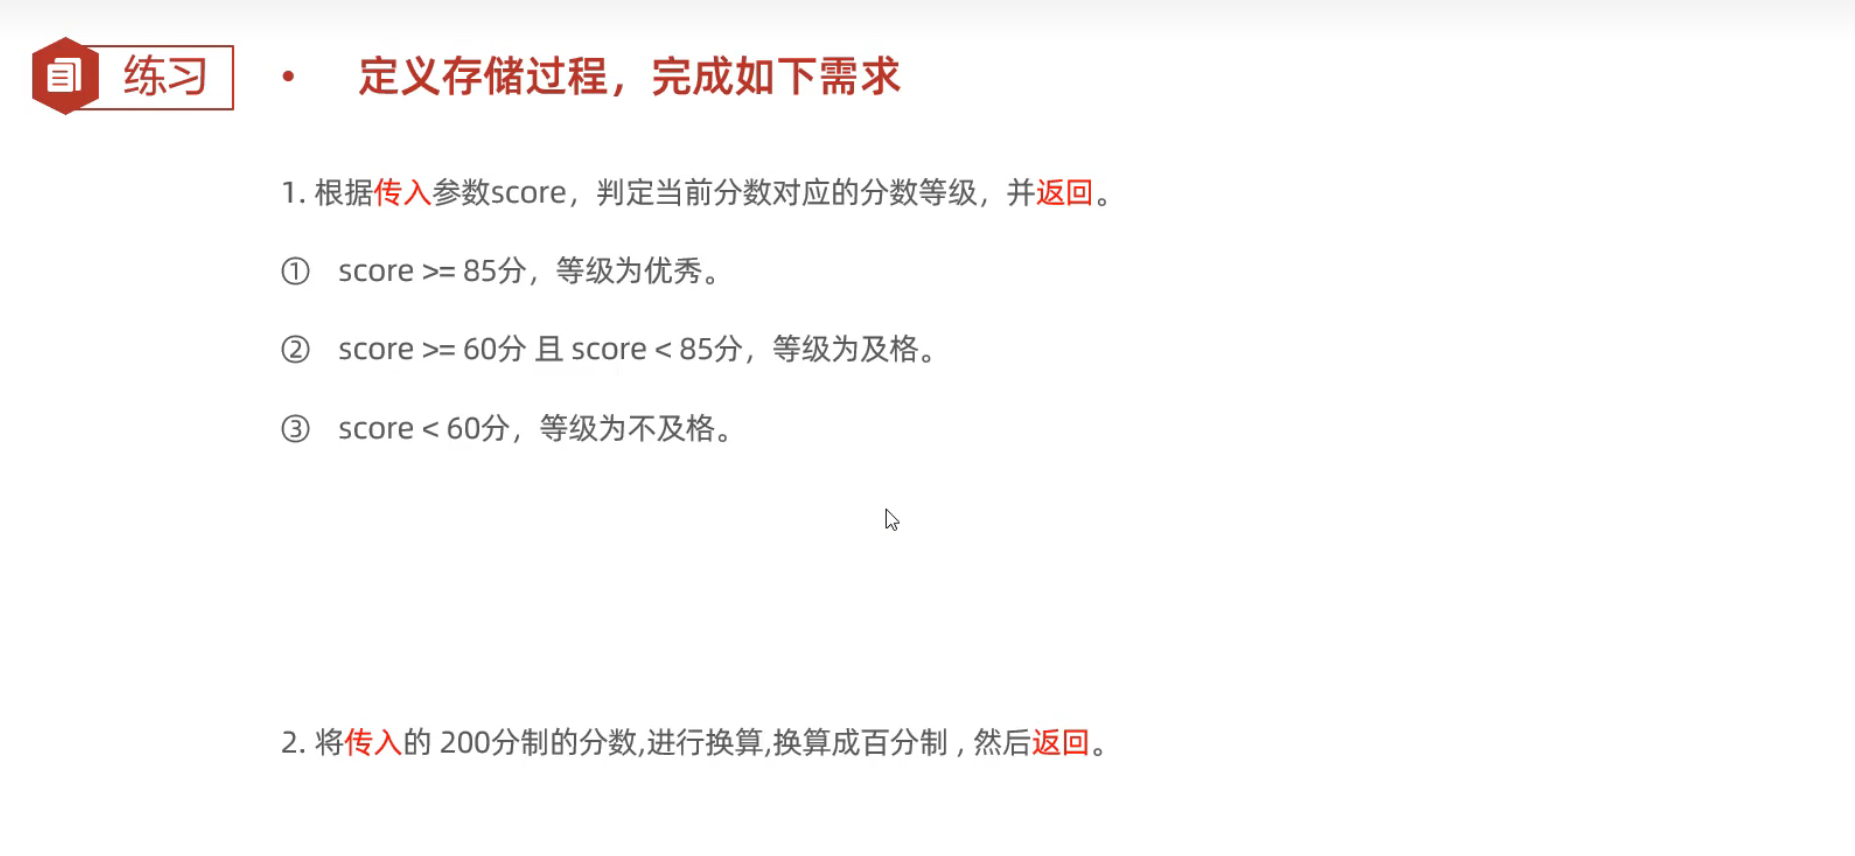 练习
• 定义存储过程，完成如下需求
1. 根据传入参数score，判定当前分数对应的分数等级，并返回。
① score >= 85分，等级为优秀。
② score >= 60分 且 score < 85分，等级为及格。
③ score < 60分，等级为不及格。
2. 将传入的 200分制的分数,进行换算,换算成百分制 , 然后返回。